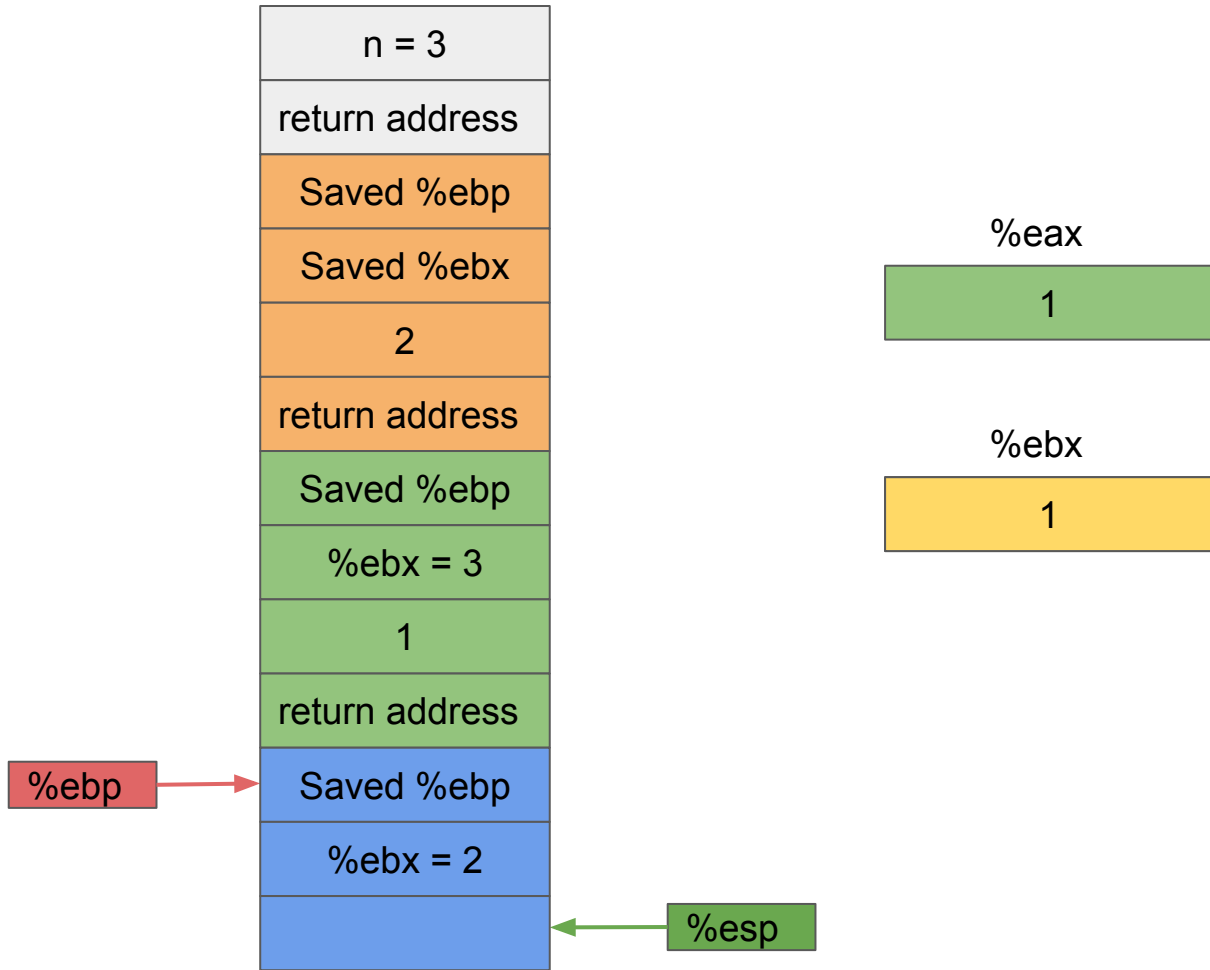 n = 3
return address
Saved %ebp
Saved %ebx
2
return address
Saved %ebp
%ebx = 3
1
return address
Saved %ebp
%ebx = 2
%ebp
%esp
%eax
1
%ebx
1